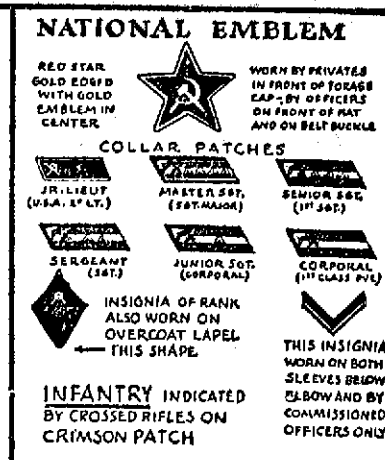 NATIONAL EMBLEM
RED STAR
GOLD EDGED
WITH GOLD
EMBLEM IN
CENTER
WORN BY PRIVATES
IN FRONT OF FORAGE
CAP - BY OFFICERS
ON FRONT OF HAT
AND ON BELT BUCKLE
COLLAR PATCHES
JR. LIEUT
(U.S.A. 2ᴰ LT.)
MASTER SGT.
(SGT. MAJOR)
SENIOR SGT.
(1ST SGT.)
SERGEANT
(SGT.)
JUNIOR SGT.
(CORPORAL)
CORPORAL
(1ST CLASS PVT.)
INSIGNIA OF RANK
ALSO WORN ON
OVERCOAT LAPEL
THIS SHAPE
THIS INSIGNIA
WORN ON BOTH
SLEEVES BELOW
ELBOW AND BY
COMMISSIONED
OFFICERS ONLY
INFANTRY INDICATED
BY CROSSED RIFLES ON
CRIMSON PATCH